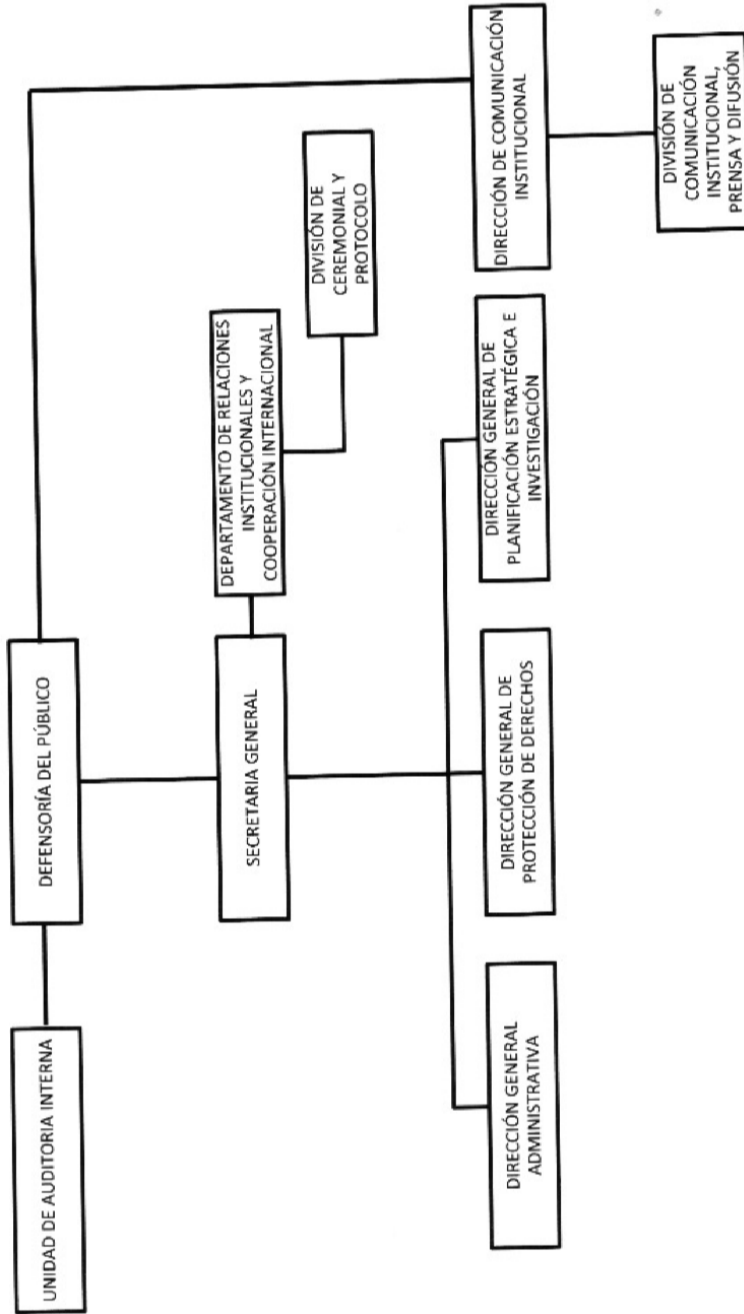 UNIDAD DE AUDITORIA INTERNA
DEFENSORÍA DEL PÚBLICO
SECRETARIA GENERAL
DEPARTAMENTO DE RELACIONES
INSTITUCIONALES Y
COOPERACIÓN INTERNACIONAL
DIVISIÓN DE
CEREMONIAL Y
PROTOCOLO
DIRECCIÓN GENERAL
ADMINISTRATIVA
DIRECCIÓN GENERAL DE
PROTECCIÓN DE DERECHOS
DIRECCIÓN GENERAL DE
PLANIFICACIÓN ESTRATÉGICA E
INVESTIGACIÓN
DIRECCIÓN DE COMUNICACIÓN
INSTITUCIONAL
DIVISIÓN DE
COMUNICACIÓN
INSTITUCIONAL,
PRENSA Y DIFUSIÓN